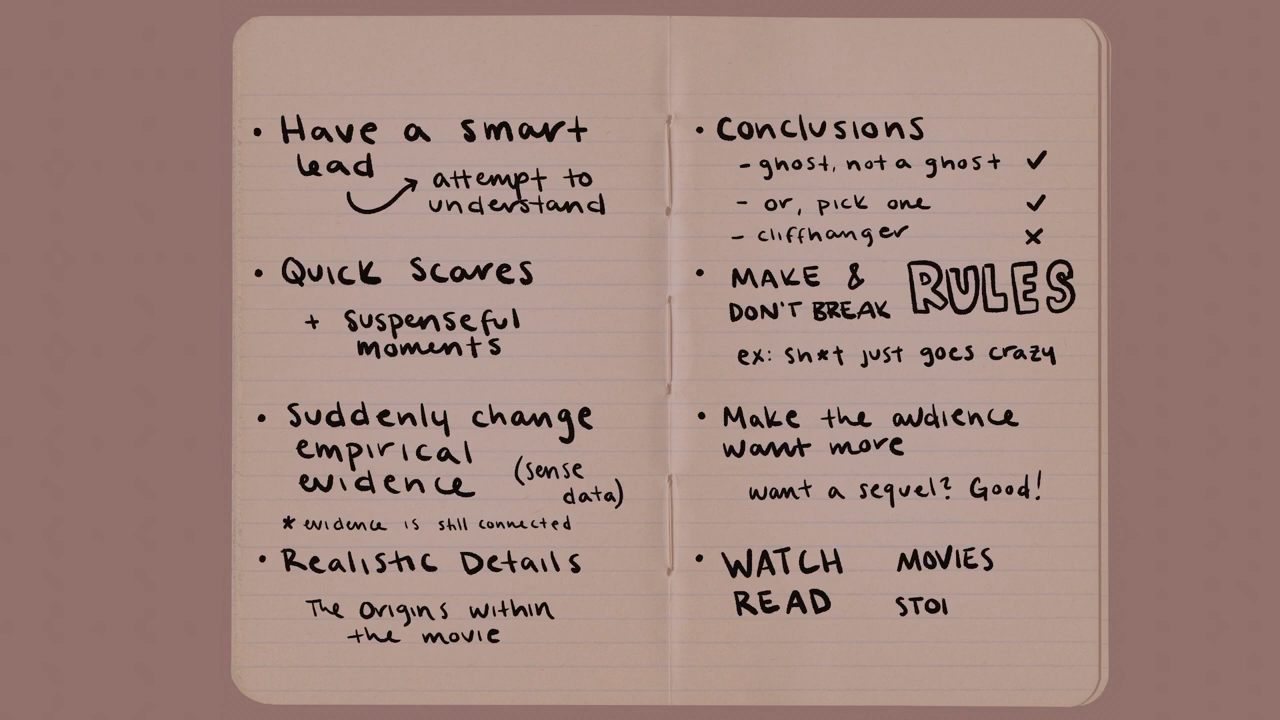 • Have a smart
lead
attempt to
understand
• Quick Scares
+ suspenseful
moments
• Suddenly change
empirical
evidence (sense
data)
* evidence is still connected
• Realistic Details
The origins within
the movie
• Conclusions
- ghost, not a ghost ✓
- or, pick one ✓
- cliffhanger ✗
• MAKE & RULES
DON'T BREAK
ex: sh*t just goes crazy
• Make the audience
want more
want a sequel? Good!
• WATCH MOVIES
READ STOI